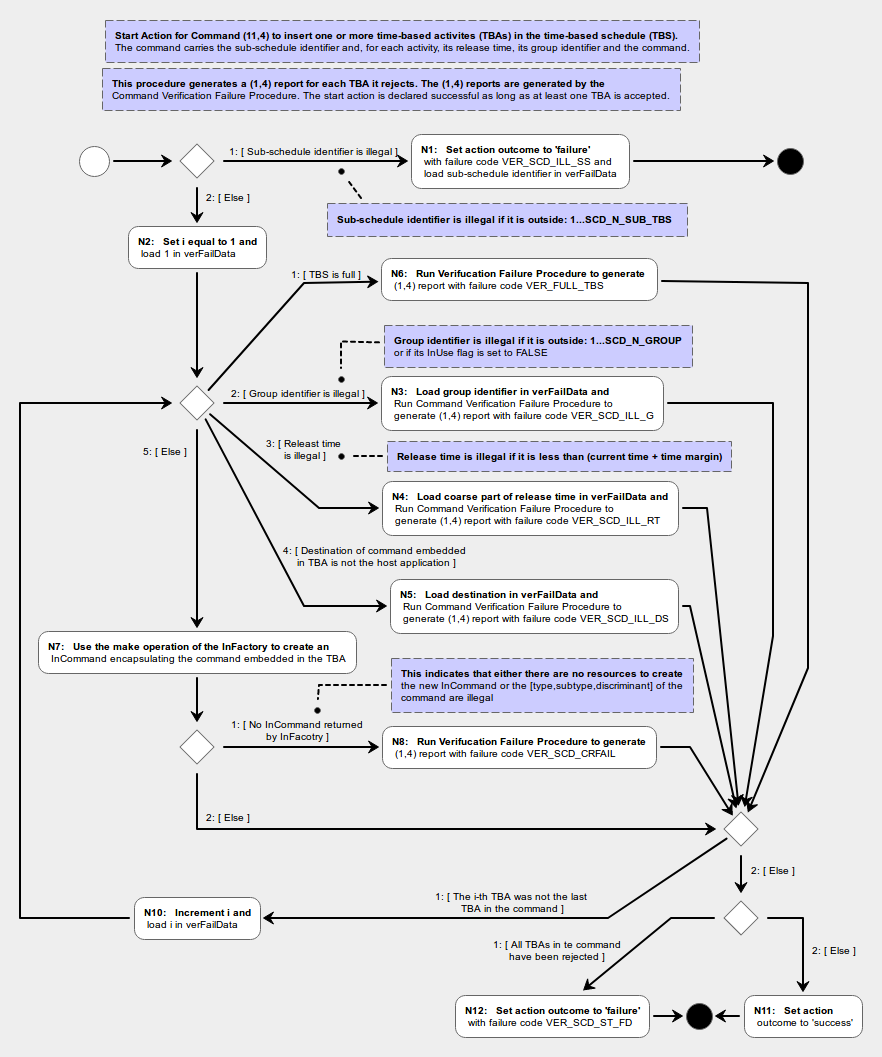 Start Action for Command (11,4) to insert one or more time-based activites (TBAs) in the time-based schedule (TBS).
The command carries the sub-schedule identifier and, for each activity, its release time, its group identifier and the command.
This procedure generates a (1,4) report for each TBA it rejects. The (1,4) reports are generated by the
Command Verification Failure Procedure. The start action is declared successful as long as at least one TBA is accepted.
1: [ Sub-schedule identifier is illegal ]
N1: Set action outcome to 'failure'
with failure code VER_SCD_ILL_SS and
load sub-schedule identifier in verFailData
2: [ Else ]
Sub-schedule identifier is illegal if it is outside: 1...SCD_N_SUB_TBS
N2: Set i equal to 1 and
load 1 in verFailData
1: [ TBS is full ]
N6: Run Verifucation Failure Procedure to generate
(1,4) report with failure code VER_FULL_TBS
Group identifier is illegal if it is outside: 1...SCD_N_GROUP
or if its InUse flag is set to FALSE
2: [ Group identifier is illegal ]
N3: Load group identifier in verFailData and
Run Command Verification Failure Procedure to
generate (1,4) report with failure code VER_SCD_ILL_G
3: [ Releast time
is illegal ]
5: [ Else ]
Release time is illegal if it is less than (current time + time margin)
N4: Load coarse part of release time in verFailData and
Run Command Verification Failure Procedure to
generate (1,4) report with failure code VER_SCD_ILL_RT
4: [ Destination of command embedded
in TBA is not the host application ]
N5: Load destination in verFailData and
Run Command Verification Failure Procedure to
generate (1,4) report with failure code VER_SCD_ILL_DS
N7: Use the make operation of the InFactory to create an
InCommand encapsulating the command embedded in the TBA
This indicates that either there are no resources to create
the new InCommand or the [type,subtype,discriminant] of the
command are illegal
1: [ No InCommand returned
by InFacotry ]
N8: Run Verifucation Failure Procedure to generate
(1,4) report with failure code VER_SCD_CRFAIL
2: [ Else ]
2: [ Else ]
1: [ The i-th TBA was not the last
TBA in the command ]
N10: Increment i and
load i in verFailData
1: [ All TBAs in te command
have been rejected ]
2: [ Else ]
N12: Set action outcome to 'failure'
with failure code VER_SCD_ST_FD
N11: Set action
outcome to 'success'